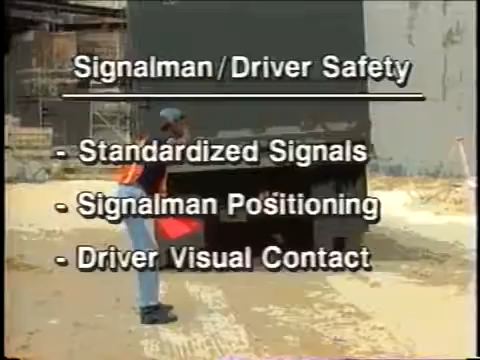 Signalman/Driver Safety
- Standardized Signals
- Signalman Positioning
- Driver Visual Contact